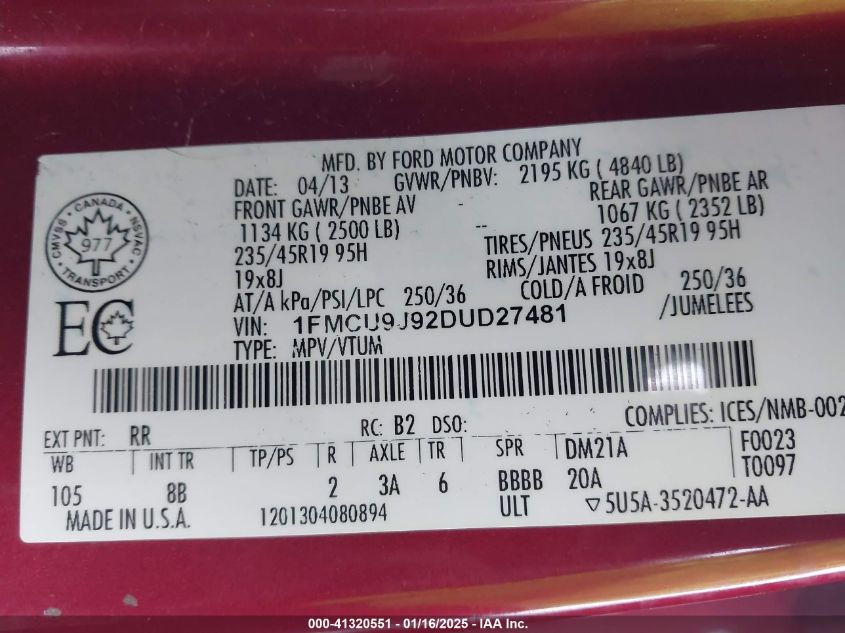 MFD. BY FORD MOTOR COMPANY
DATE: 04/13 GVWR/PNBV: 2195 KG ( 4840 LB)
FRONT GAWR/PNBE AV - REAR GAWR/PNBE AR
1134 KG ( 2500 LB) -- 1067 KG ( 2352 LB)
235/45R19 95H TIRES/PNEUS 235/45R19 95H
19x8J RIMS/JANTES 19x8J
AT/A kPa/PSI/LPC 250/36 COLD/A FROID 250/36
VIN: 1FMCU9J92DUD27481 /JUMELEES
TYPE: MPV/VTUM
CANADA
CMVSS NSVAC
977
TRANSPORT
EC
COMPLIES: ICES/NMB-002
EXT PNT: RR RC: B2 DSO:
WB INT TR TP/PS R AXLE TR SPR DM21A F0023
105 8B 2 3A 6 BBBB 20A T0097
MADE IN U.S.A. 1201304080894 ULT ▽5U5A-3520472-AA
000-41320551 - 01/16/2025 - IAA Inc.